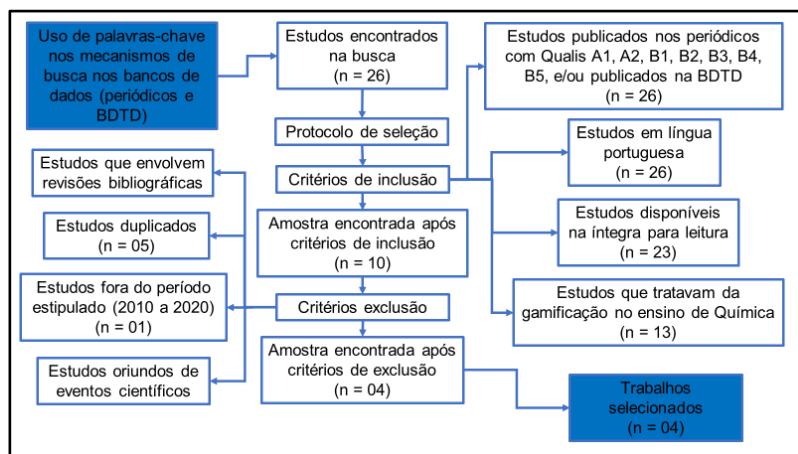 Uso de palavras-chave
nos mecanismos de
busca nos bancos de
dados (periódicos e
BDTD)
Estudos encontrados
na busca
(n = 26)
Estudos publicados nos periódicos
com Qualis A1, A2, B1, B2, B3, B4,
B5, e/ou publicados na BDTD
(n = 26)
Protocolo de seleção
Estudos em língua
portuguesa
(n = 26)
Estudos que envolvem
revisões bibliográficas
Critérios de inclusão
Estudos duplicados
(n = 05)
Amostra encontrada após
critérios de inclusão
(n = 10)
Estudos disponíveis
na íntegra para leitura
(n = 23)
Estudos fora do período
estipulado (2010 a 2020)
(n = 01)
Critérios exclusão
Estudos que tratavam da
gamificação no ensino de Química
(n = 13)
Estudos oriundos de
eventos científicos
Amostra encontrada após
critérios de exclusão
(n = 04)
Trabalhos
selecionados
(n = 04)